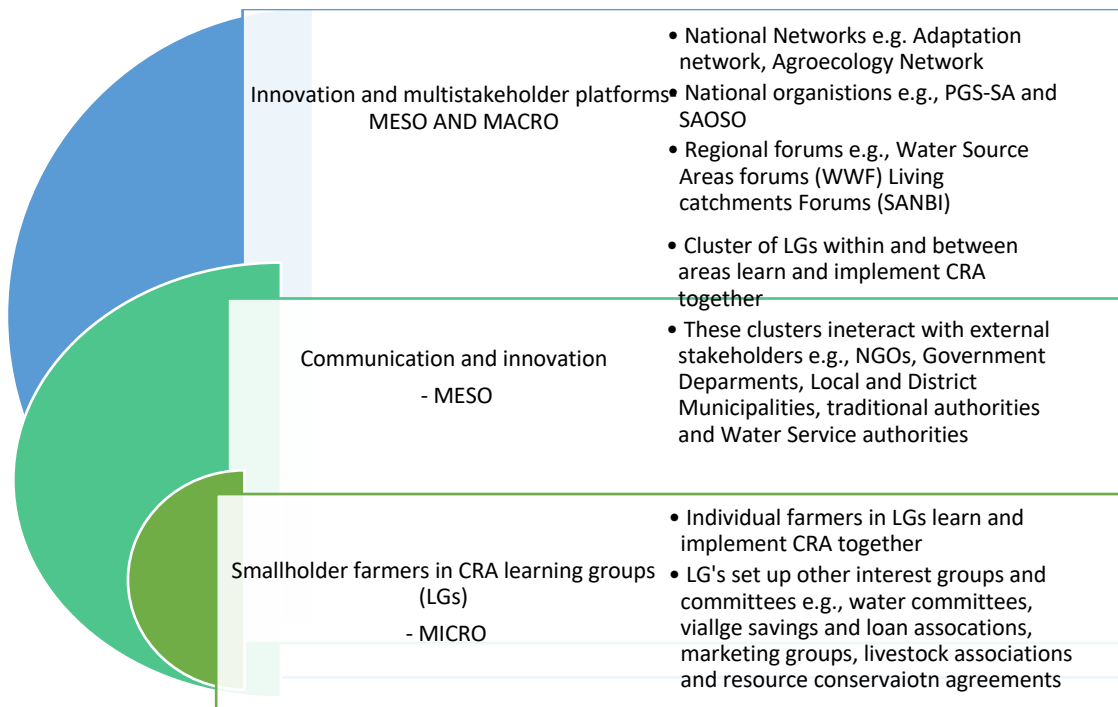 Innovation and multistakeholder platforms-
MESO AND MACRO
• National Networks e.g. Adaptation
network, Agroecology Network
• National organistions e.g., PGS-SA and
SAOSO
• Regional forums e.g., Water Source
Areas forums (WWF) Living
catchments Forums (SANBI)
Communication and innovation
- MESO
• Cluster of LGs within and between
areas learn and implement CRA
together
• These clusters ineteract with external
stakeholders e.g., NGOs, Government
Deparments, Local and District
Municipalities, traditional authorities
and Water Service authorities
Smallholder farmers in CRA learning groups
(LGs)
- MICRO
• Individual farmers in LGs learn and
implement CRA together
• LG's set up other interest groups and
committees e.g., water committees,
viallge savings and loan assocations,
marketing groups, livestock associations
and resource conservaiotn agreements